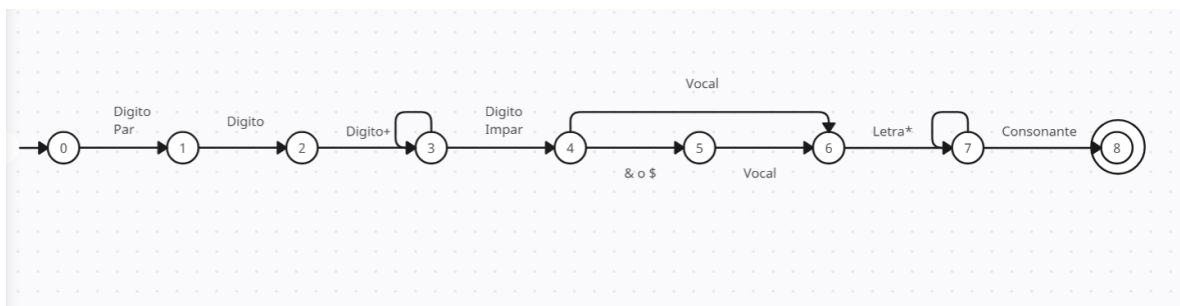 Vocal
Digito
Par
Digito
Digito+
Digito
Impar
Letra*
Consonante
0
1
2
3
4
5
6
7
8
& o $
Vocal